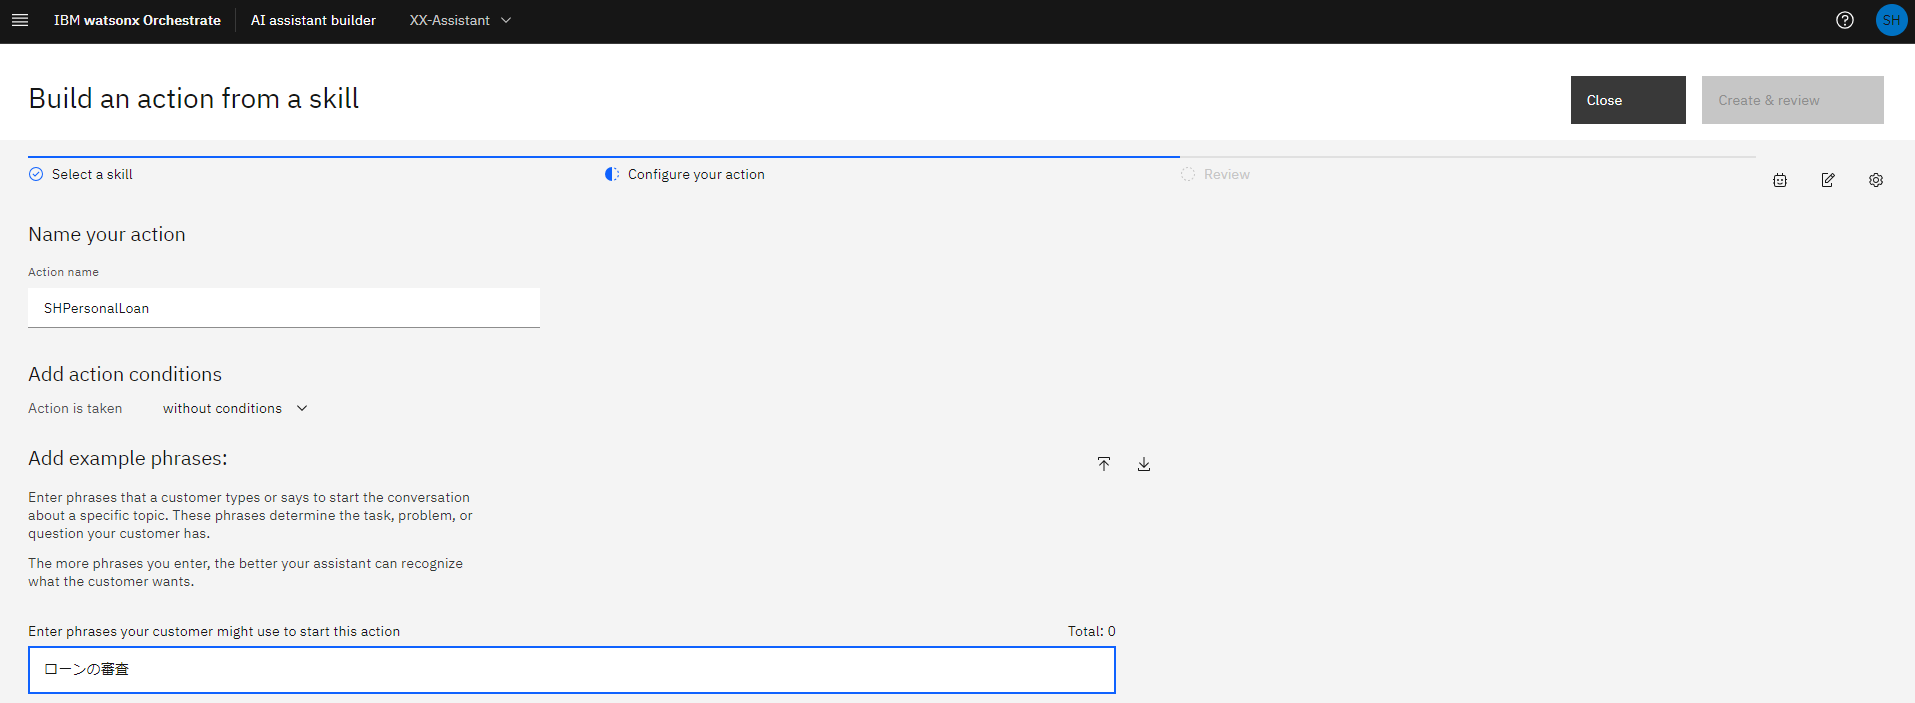 IBM watsonx Orchestrate AI assistant builder XX-Assistant SH
Build an action from a skill
Close Create & review
Select a skill Configure your action Review
Name your action
Action name
SHPersonalLoan
Add action conditions
Action is taken without conditions
Add example phrases:
Enter phrases that a customer types or says to start the conversation
about a specific topic. These phrases determine the task, problem, or
question your customer has.
The more phrases you enter, the better your assistant can recognize
what the customer wants.
Enter phrases your customer might use to start this action Total: 0
ローンの審査